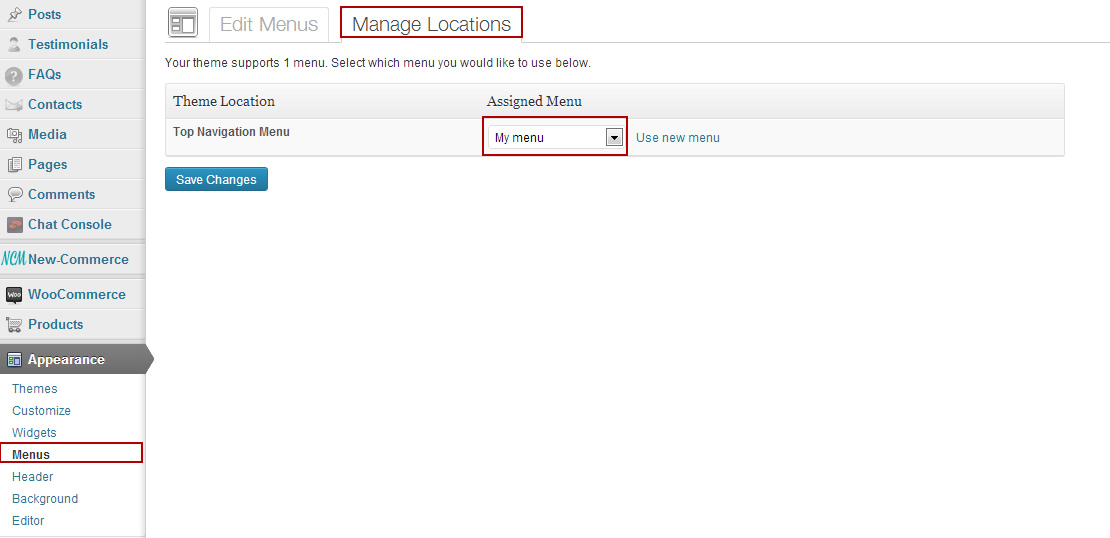 Posts
Testimonials
FAQs
Contacts
Media
Pages
Comments
Chat Console
NCM New-Commerce
Woo WooCommerce
Products
Appearance
Themes
Customize
Widgets
Menus
Header
Background
Editor
Edit Menus Manage Locations
Your theme supports 1 menu. Select which menu you would like to use below.
Theme Location Assigned Menu
Top Navigation Menu My menu Use new menu
Save Changes